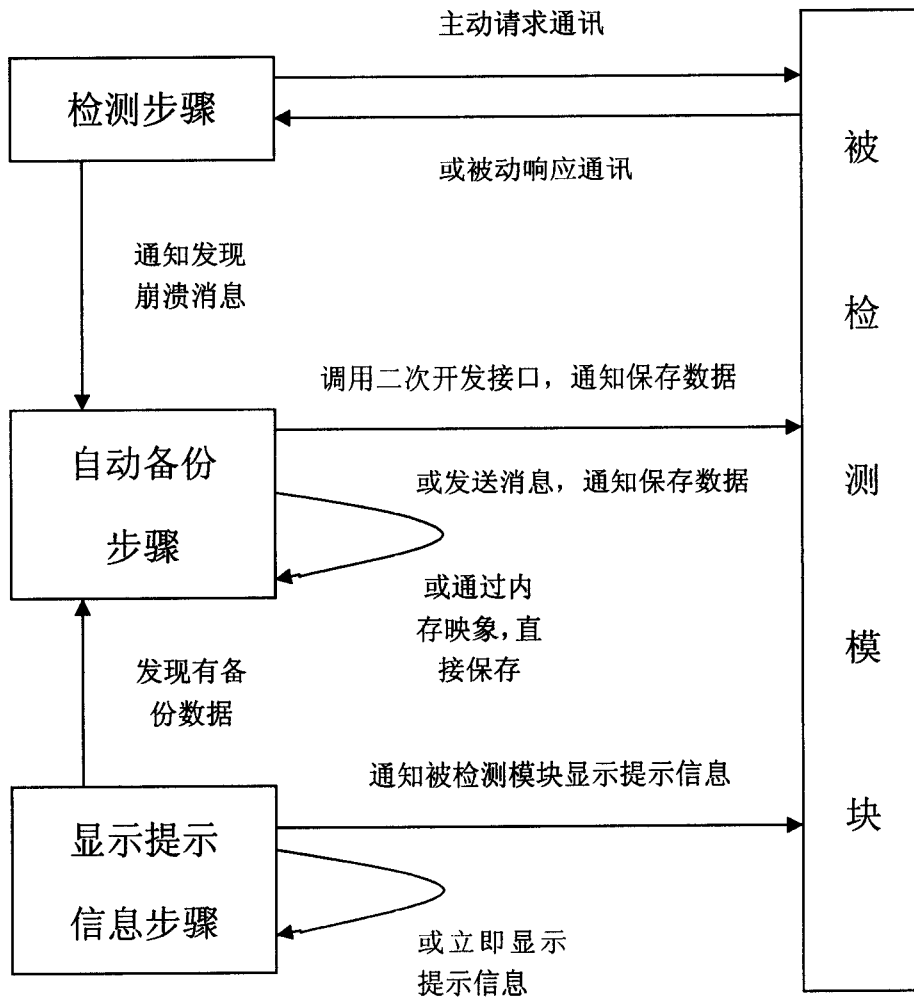 主动请求通讯
检测步骤
或被动响应通讯
通知发现
崩溃消息
调用二次开发接口，通知保存数据
自动备份
步骤
或发送消息，通知保存数据
或通过内
存映象，直
接保存
发现有备
份数据
通知被检测模块显示提示信息
显示提示
信息步骤
或立即显示
提示信息
被
检
测
模
块